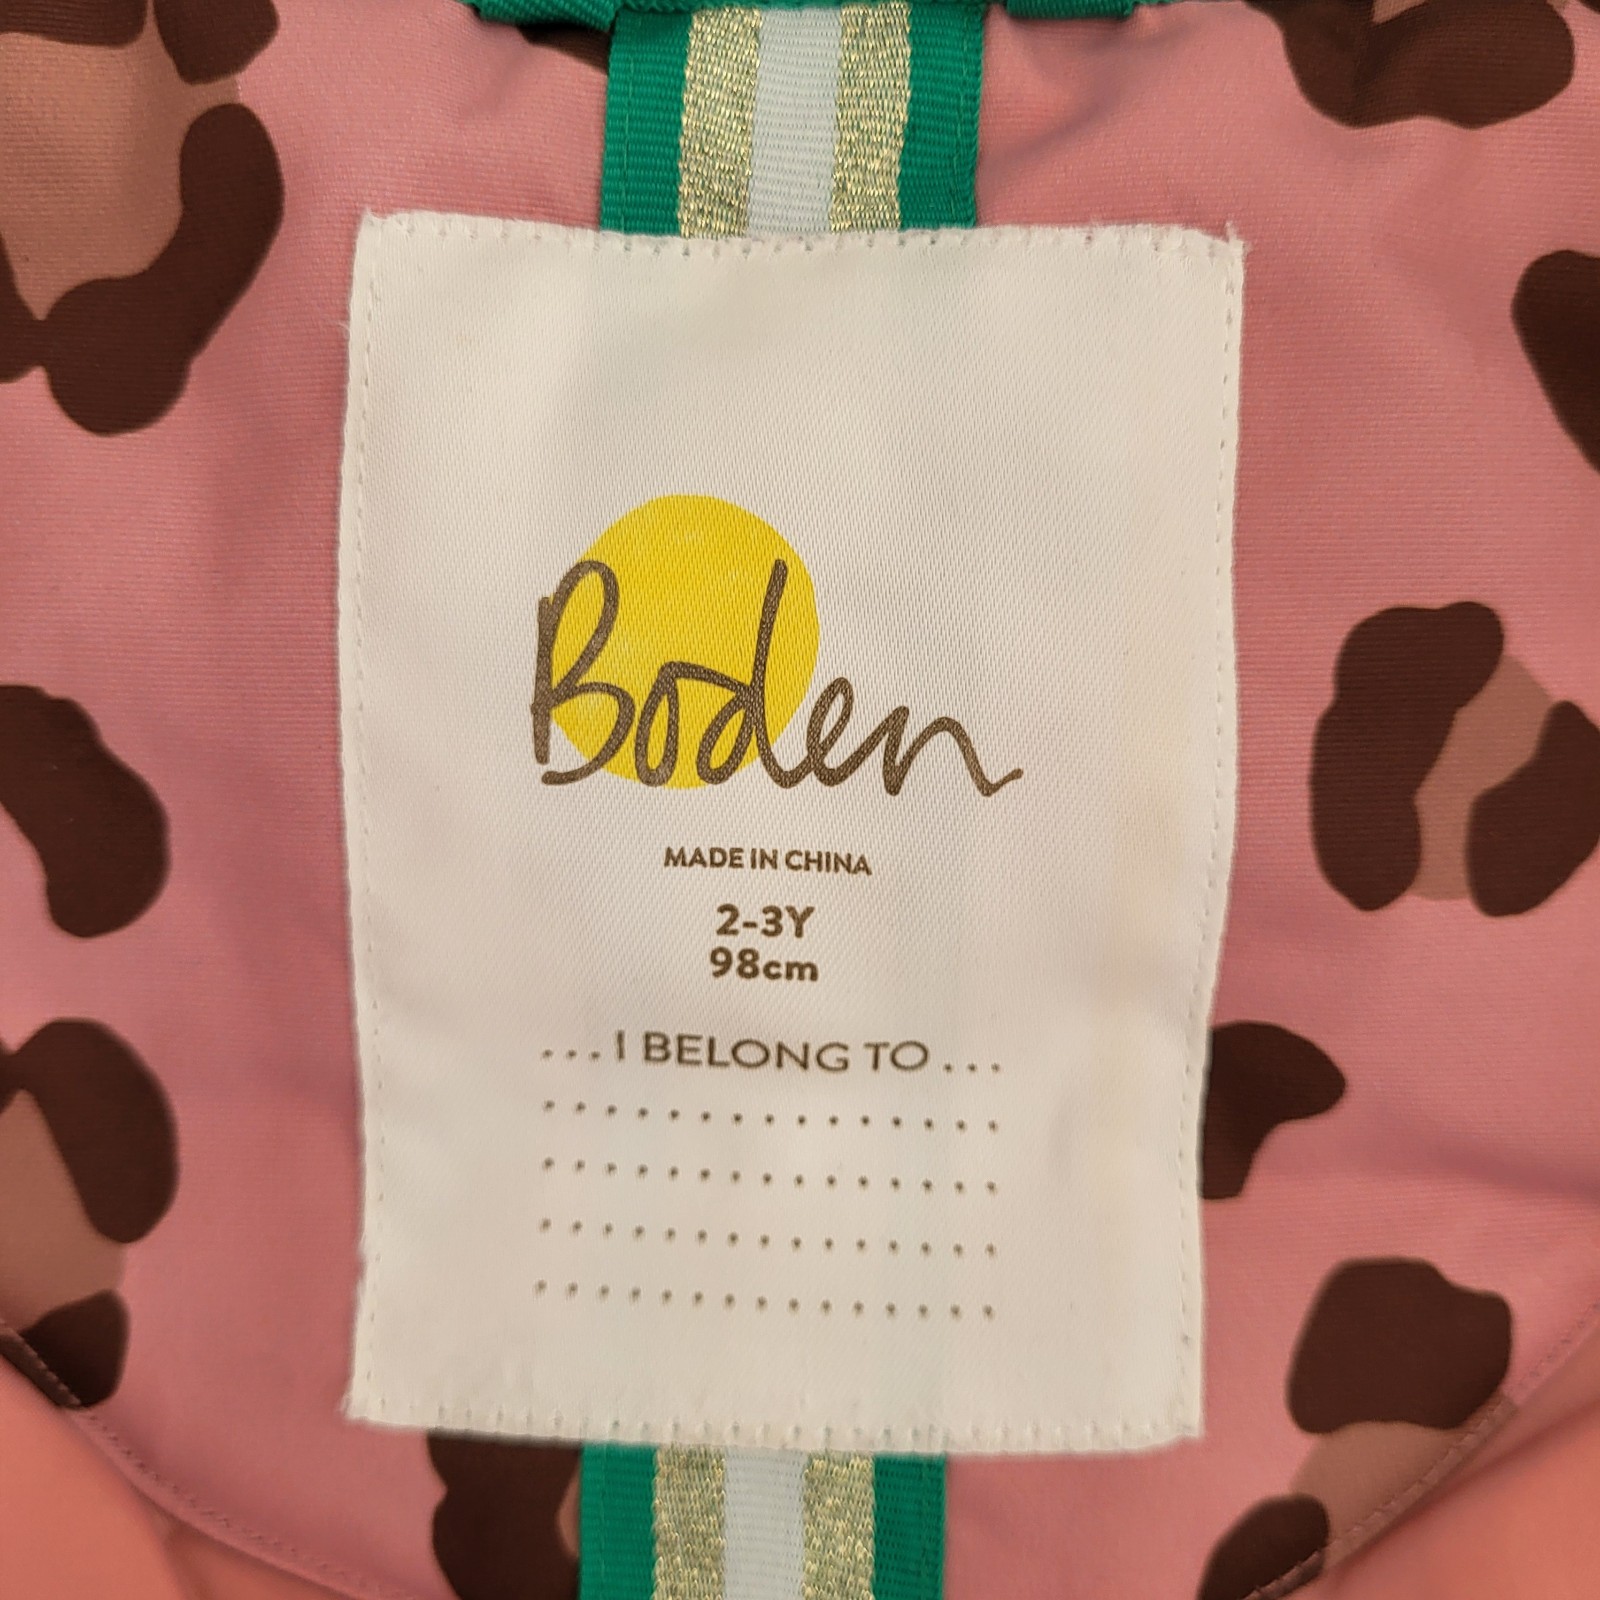 Boden
MADE IN CHINA
2-3Y
98cm
...I BELONG TO...